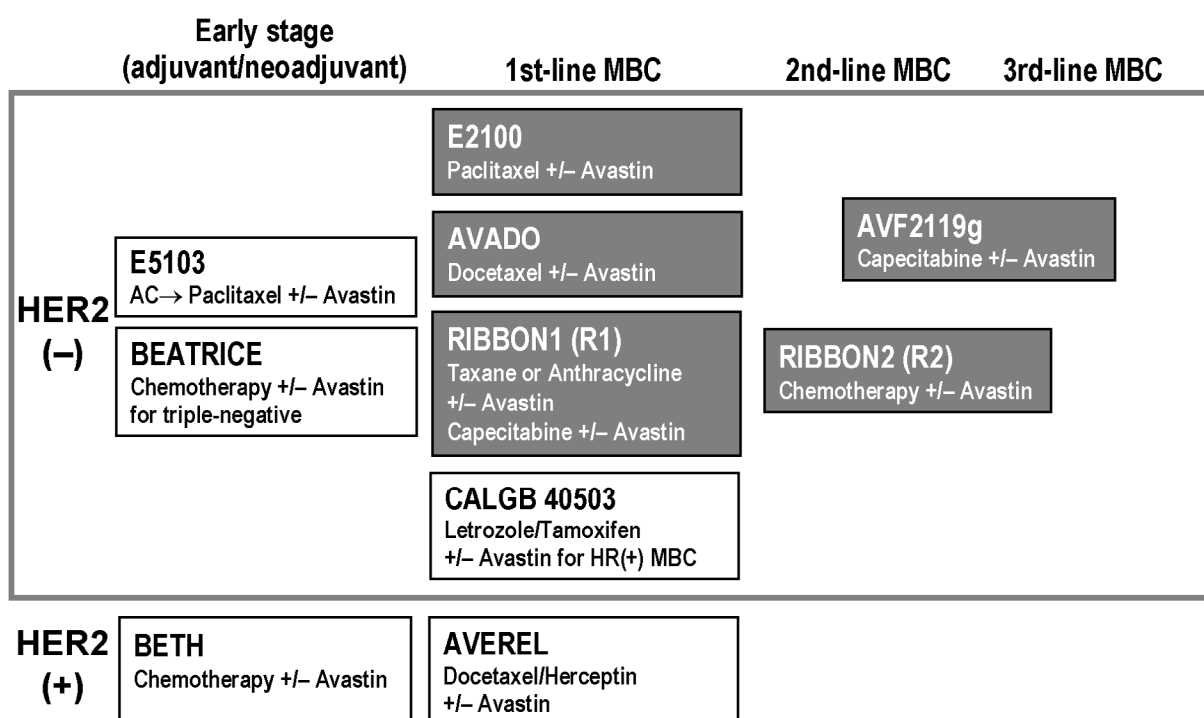 Early stage
(adjuvant/neoadjuvant)
1st-line MBC
2nd-line MBC
3rd-line MBC
HER2
(–)
E5103
AC→ Paclitaxel +/– Avastin
BEATRICE
Chemotherapy +/– Avastin
for triple-negative
E2100
Paclitaxel +/– Avastin
AVADO
Docetaxel +/– Avastin
RIBBON1 (R1)
Taxane or Anthracycline
+/– Avastin
Capecitabine +/– Avastin
CALGB 40503
Letrozole/Tamoxifen
+/– Avastin for HR(+) MBC
AVF2119g
Capecitabine +/– Avastin
RIBBON2 (R2)
Chemotherapy +/– Avastin
HER2
(+)
BETH
Chemotherapy +/– Avastin
AVEREL
Docetaxel/Herceptin
+/– Avastin